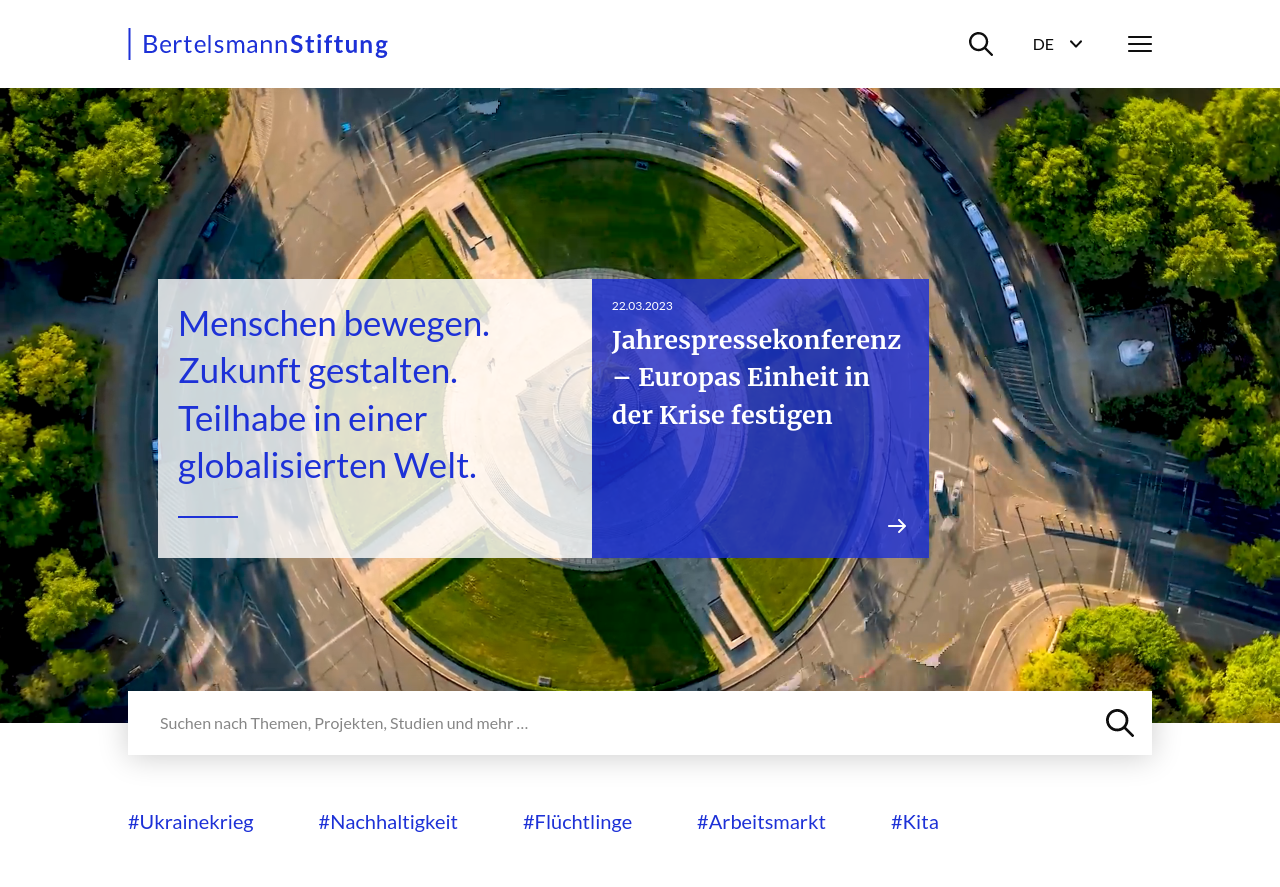 BertelsmannStiftung
DE
Menschen bewegen.
Zukunft gestalten.
Teilhabe in einer
globalisierten Welt.
22.03.2023
Jahrespressekonferenz
– Europas Einheit in
der Krise festigen
Suchen nach Themen, Projekten, Studien und mehr …
#Ukrainekrieg
#Nachhaltigkeit
#Flüchtlinge
#Arbeitsmarkt
#Kita